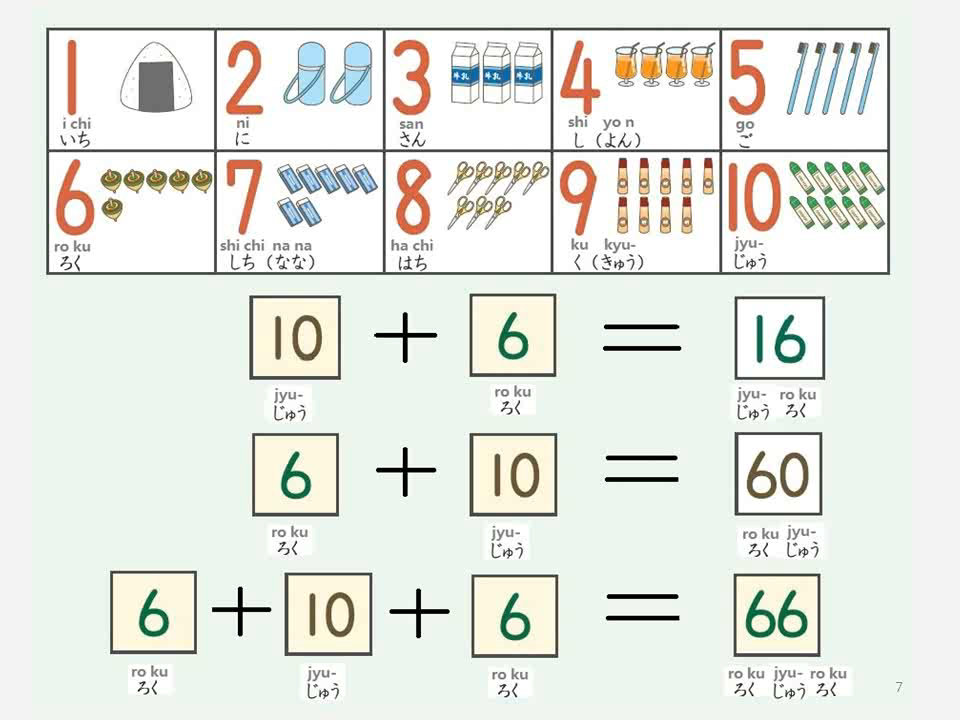 1 2 3 4 5
牛乳 牛乳 牛乳
i chi ni san shi yo n go
いち に さん し（よん） ご
6 7 8 9 10
ro ku shi chi na na ha chi ku kyu- jyu-
ろく しち（なな） はち く（きゅう） じゅう
10 + 6 = 16
jyu- ro ku jyu- ro ku
じゅう ろく じゅう ろく
6 + 10 = 60
ro ku jyu- ro ku jyu-
ろく じゅう ろく じゅう
6 + 10 + 6 = 66
ro ku jyu- ro ku ro ku jyu- ro ku
ろく じゅう ろく ろく じゅう ろく
7